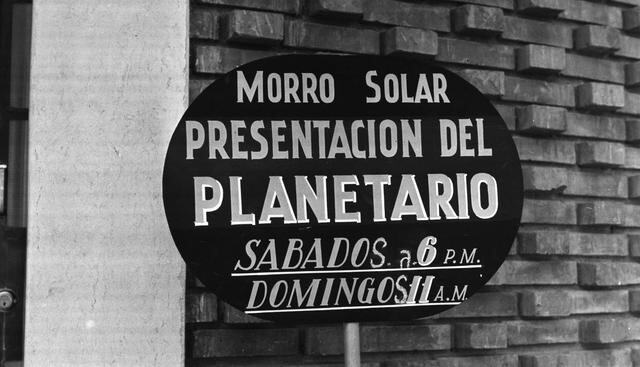 MORRO SOLAR
PRESENTACION DEL
PLANETARIO
SABADOS a 6 P.M.
DOMINGOS 11 A.M